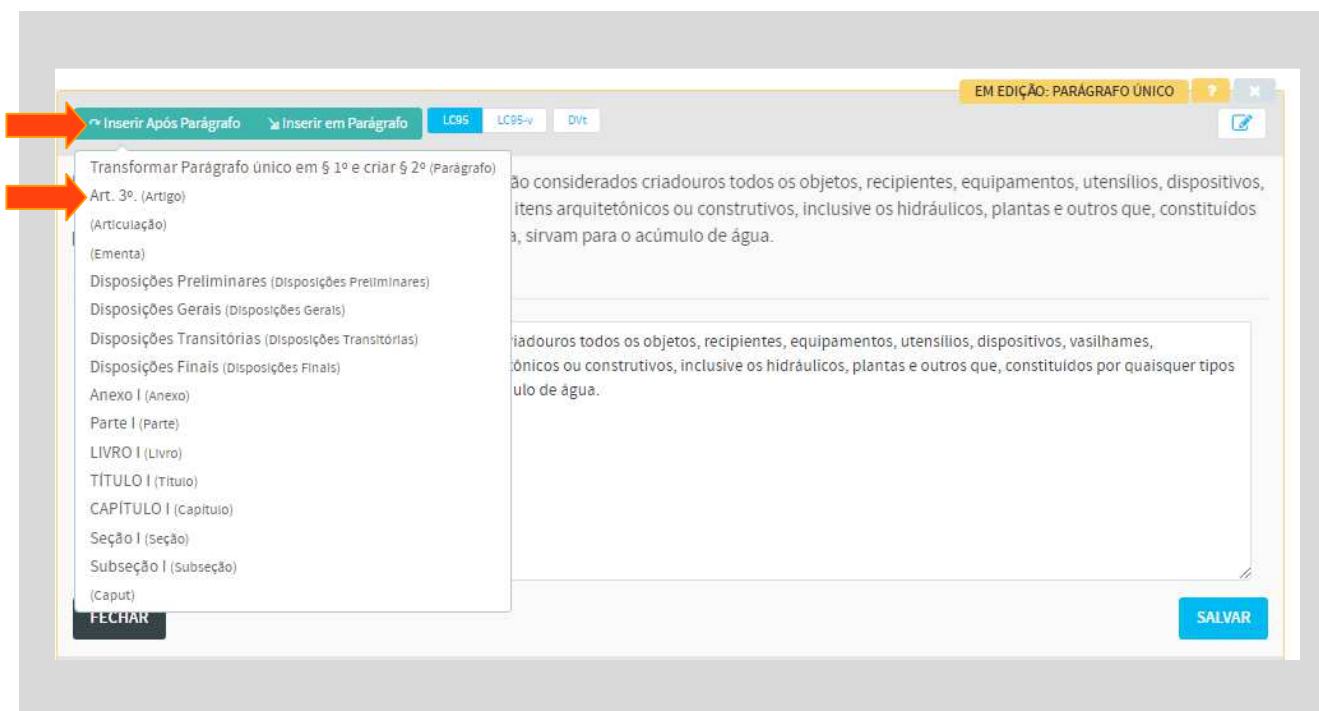 EM EDIÇÃO: PARÁGRAFO ÚNICO ? ×
Inserir Após Parágrafo Inserir em Parágrafo LC95 LC95-v DVt
Transformar Parágrafo único em § 1º e criar § 2º (Parágrafo)
Art. 3º. (Artigo)
(Articulação)
(Ementa)
Disposições Preliminares (Disposições Preliminares)
Disposições Gerais (Disposições Gerais)
Disposições Transitórias (Disposições Transitórias)
Disposições Finais (Disposições Finais)
Anexo I (Anexo)
Parte I (Parte)
LIVRO I (Livro)
TÍTULO I (Título)
CAPÍTULO I (Capítulo)
Seção I (Seção)
Subseção I (Subseção)
(Caput)
ão considerados criadouros todos os objetos, recipientes, equipamentos, utensílios, dispositivos,
itens arquitetônicos ou construtivos, inclusive os hidráulicos, plantas e outros que, constituídos
a, sirvam para o acúmulo de água.
riadouros todos os objetos, recipientes, equipamentos, utensílios, dispositivos, vasilhames,
ônicos ou construtivos, inclusive os hidráulicos, plantas e outros que, constituídos por quaisquer tipos
ulo de água.
FECHAR
SALVAR